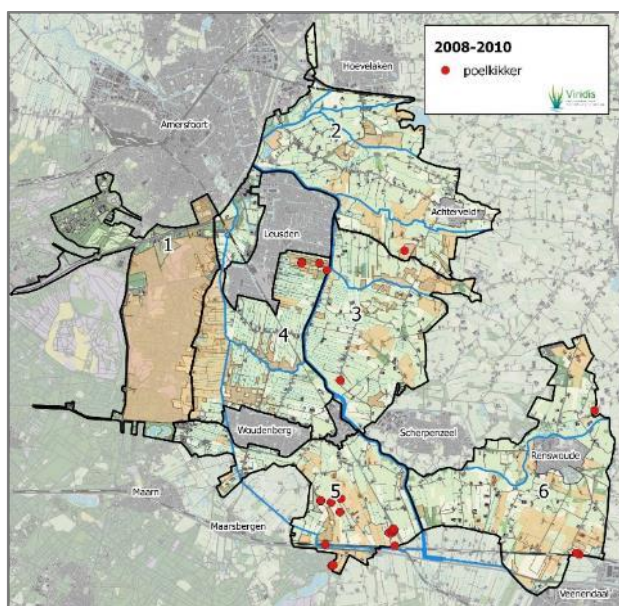 2008-2010
poelkikker
Viridis
Hoevelaken
Amersfoort
2
Achterveld
1
Leusden
3
4
Woudenberg
Scherpenzeel
Renswoude
5
6
Maarn
Maarsbergen
Veenendaal